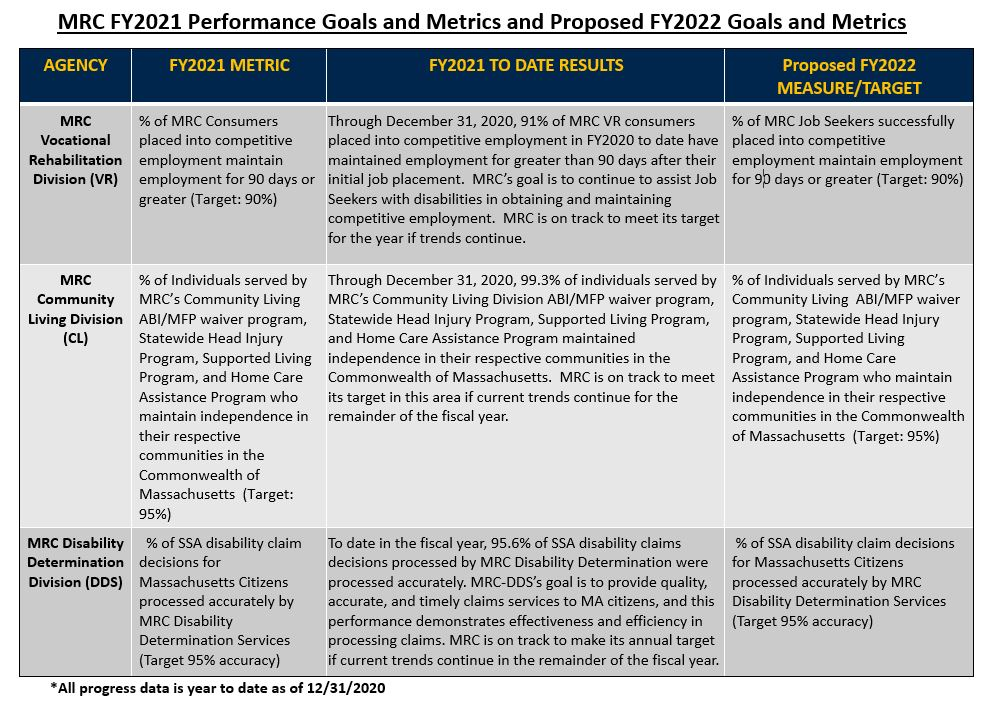 MRC FY2021 Performance Goals and Metrics and Proposed FY2022 Goals and Metrics
AGENCY
FY2021 METRIC
FY2021 TO DATE RESULTS
Proposed FY2022
MEASURE/TARGET
MRC
Vocational
Rehabilitation
Division (VR)
% of MRC Consumers
placed into competitive
employment maintain
employment for 90 days or
greater (Target: 90%)
Through December 31, 2020, 91% of MRC VR consumers
placed into competitive employment in FY2020 to date have
maintained employment for greater than 90 days after their
initial job placement.  MRC's goal is to continue to assist Job
Seekers with disabilities in obtaining and maintaining
competitive employment.  MRC is on track to meet its target
for the year if trends continue.
% of MRC Job Seekers successfully
placed into competitive
employment maintain employment
for 90 days or greater (Target: 90%)
MRC
Community
Living Division
(CL)
% of Individuals served by
MRC's Community Living
ABI/MFP waiver program,
Statewide Head Injury
Program, Supported Living
Program, and Home Care
Assistance Program who
maintain independence in
their respective
communities in the
Commonwealth of
Massachusetts  (Target:
95%)
Through December 31, 2020, 99.3% of individuals served by
MRC's Community Living Division ABI/MFP waiver program,
Statewide Head Injury Program, Supported Living Program,
and Home Care Assistance Program maintained
independence in their respective communities in the
Commonwealth of Massachusetts.  MRC is on track to meet
its target in this area if current trends continue for the
remainder of the fiscal year.
% of Individuals served by MRC's
Community Living  ABI/MFP waiver
program, Statewide Head Injury
Program, Supported Living
Program, and Home Care
Assistance Program who maintain
independence in their respective
communities in the Commonwealth
of Massachusetts  (Target: 95%)
MRC Disability
Determination
Division (DDS)
% of SSA disability claim
decisions for
Massachusetts Citizens
processed accurately by
MRC Disability
Determination Services
(Target 95% accuracy)
To date in the fiscal year, 95.6% of SSA disability claims
decisions processed by MRC Disability Determination were
processed accurately. MRC-DDS's goal is to provide quality,
accurate, and timely claims services to MA citizens, and this
performance demonstrates effectiveness and efficiency in
processing claims. MRC is on track to make its annual target
if current trends continue in the remainder of the fiscal year.
% of SSA disability claim decisions
for Massachusetts Citizens
processed accurately by MRC
Disability Determination Services
(Target 95% accuracy)
*All progress data is year to date as of 12/31/2020